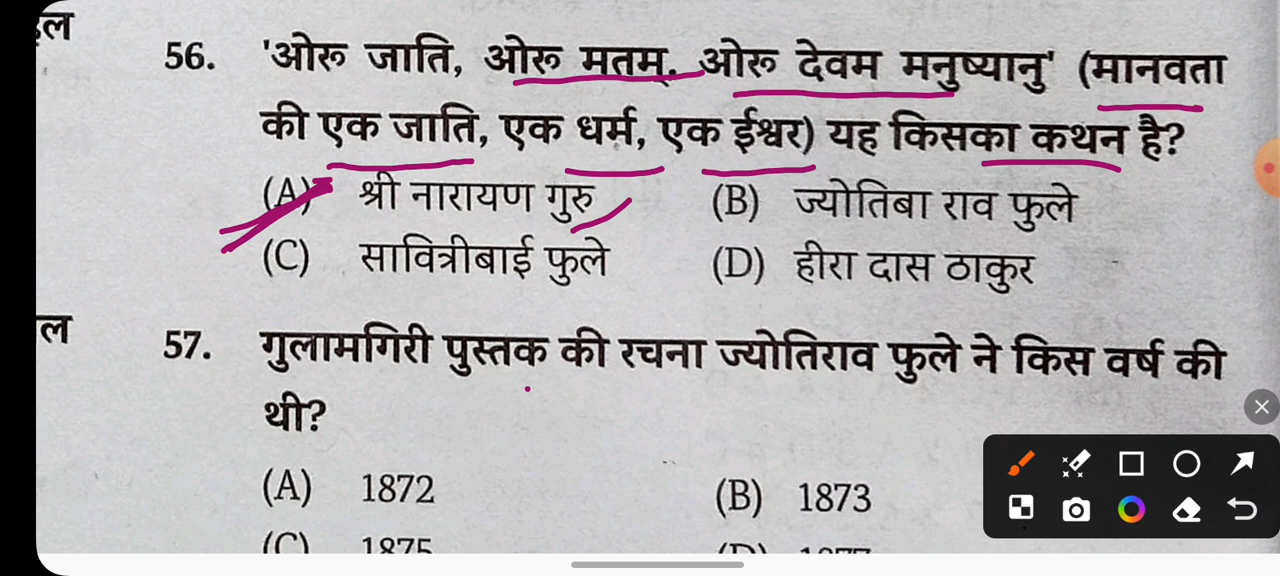 56. 'ओरू जाति, ओरू मतम्. ओरू देवम मनुष्यानु' (मानवता
की एक जाति, एक धर्म, एक ईश्वर) यह किसका कथन है?
(A) श्री नारायण गुरु (B) ज्योतिबा राव फुले
(C) सावित्रीबाई फुले (D) हीरा दास ठाकुर
ल
57. गुलामगिरी पुस्तक की रचना ज्योतिराव फुले ने किस वर्ष की
थी?
(A) 1872 (B) 1873
(C) 1875